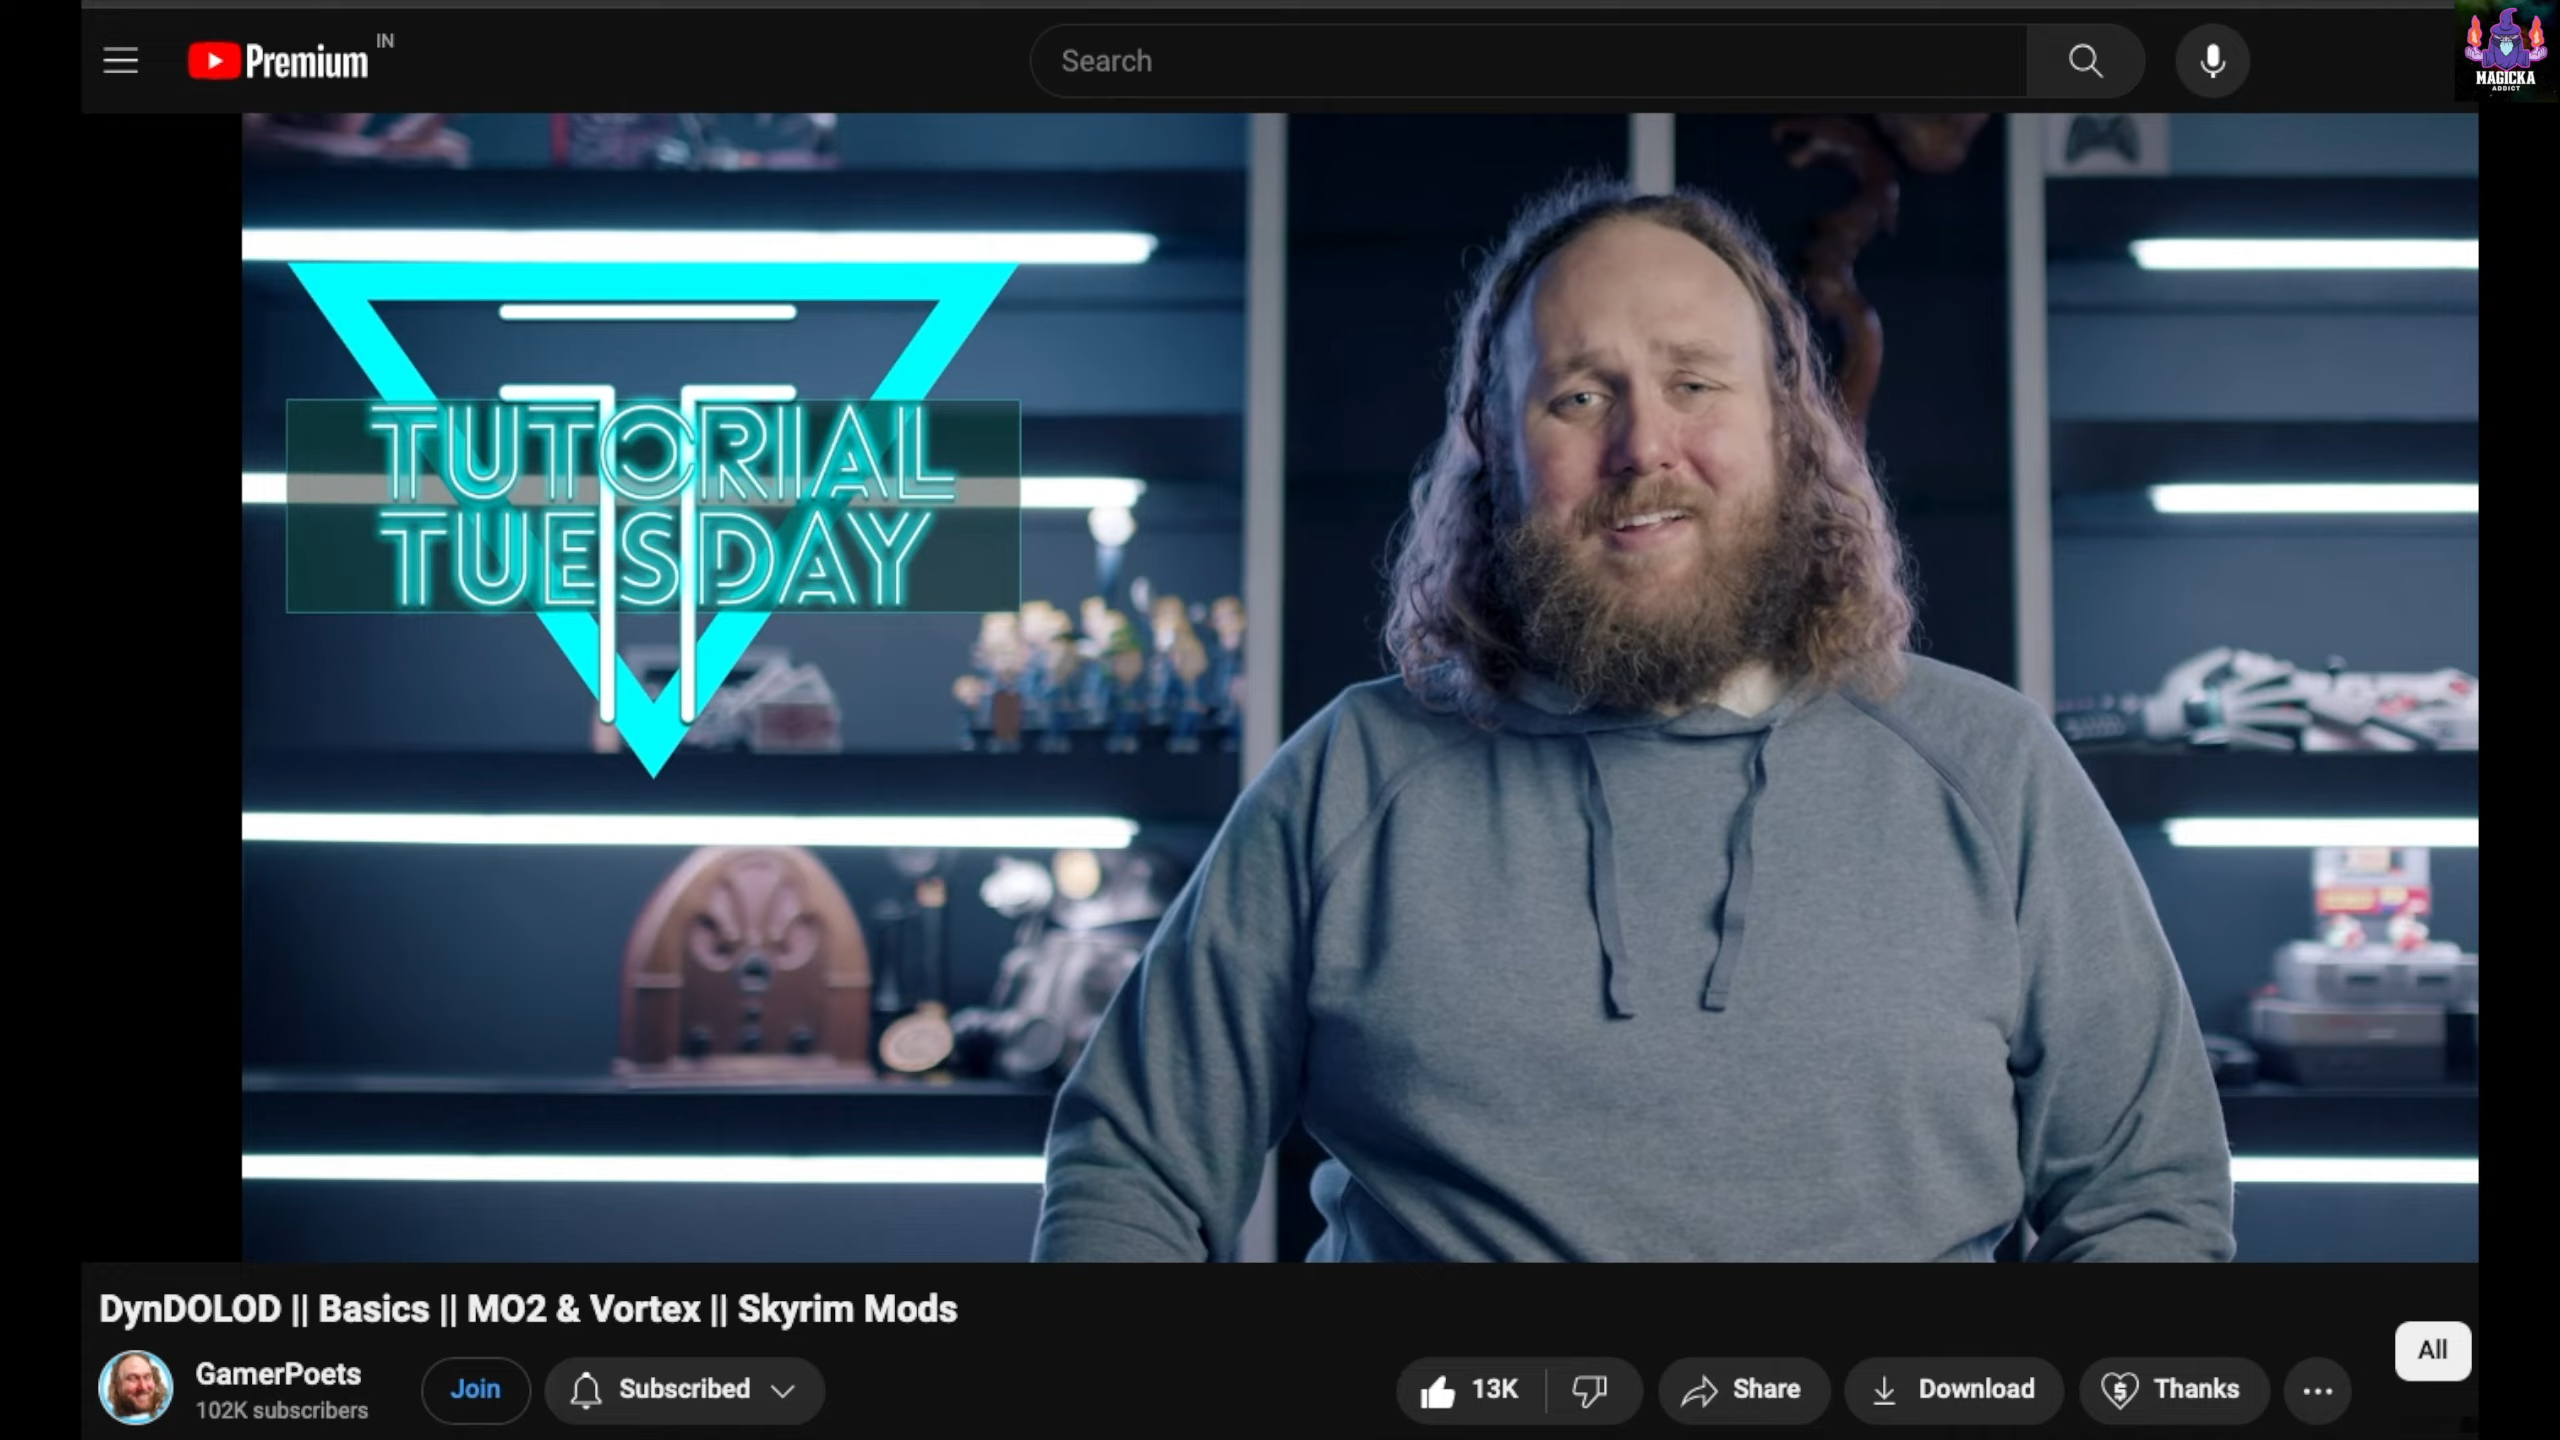 Premium IN
Search
MAGICKA
ADDICT
TUTORIAL
TUESDAY
DynDOLOD || Basics || MO2 & Vortex || Skyrim Mods
All
GamerPoets
102K subscribers
Join
Subscribed
13K
Share
Download
Thanks